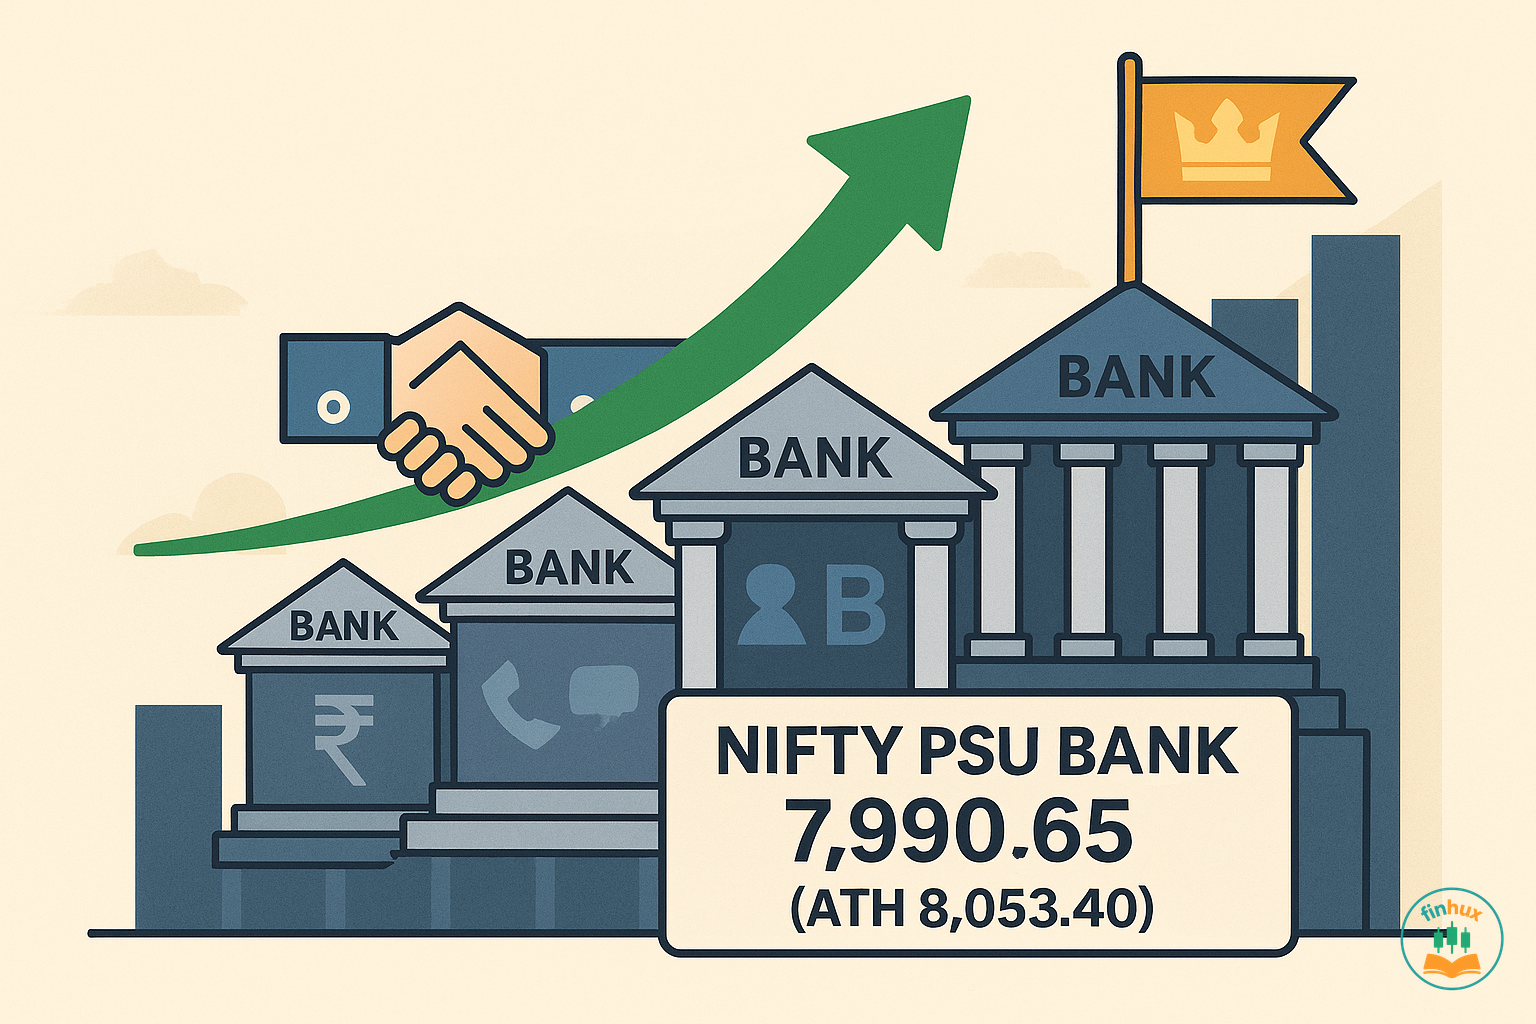 BANK
BANK
BANK
BANK
₹
B
NIFTY PSU BANK
7,990.65
(ATH 8,053.40)
finhux